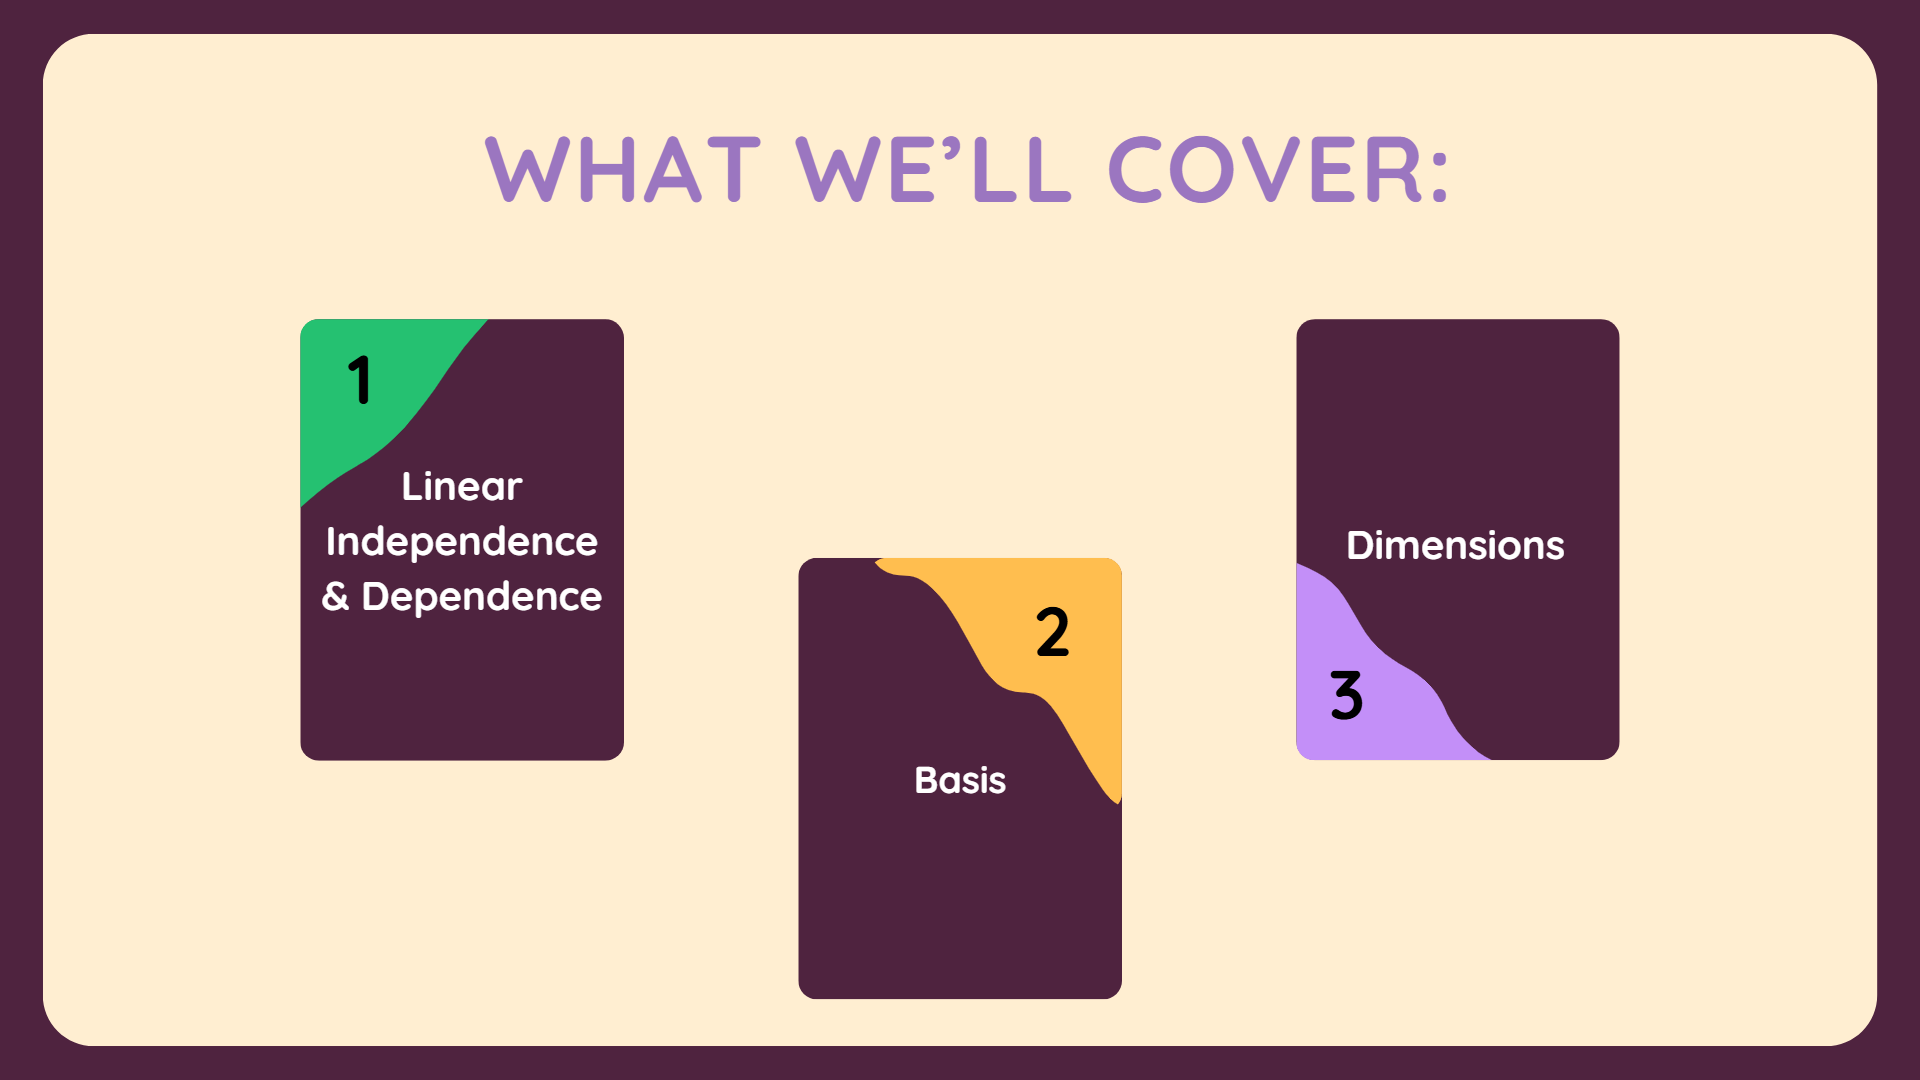 WHAT WE’LL COVER:
1
Linear
Independence
& Dependence
2
Basis
Dimensions
3